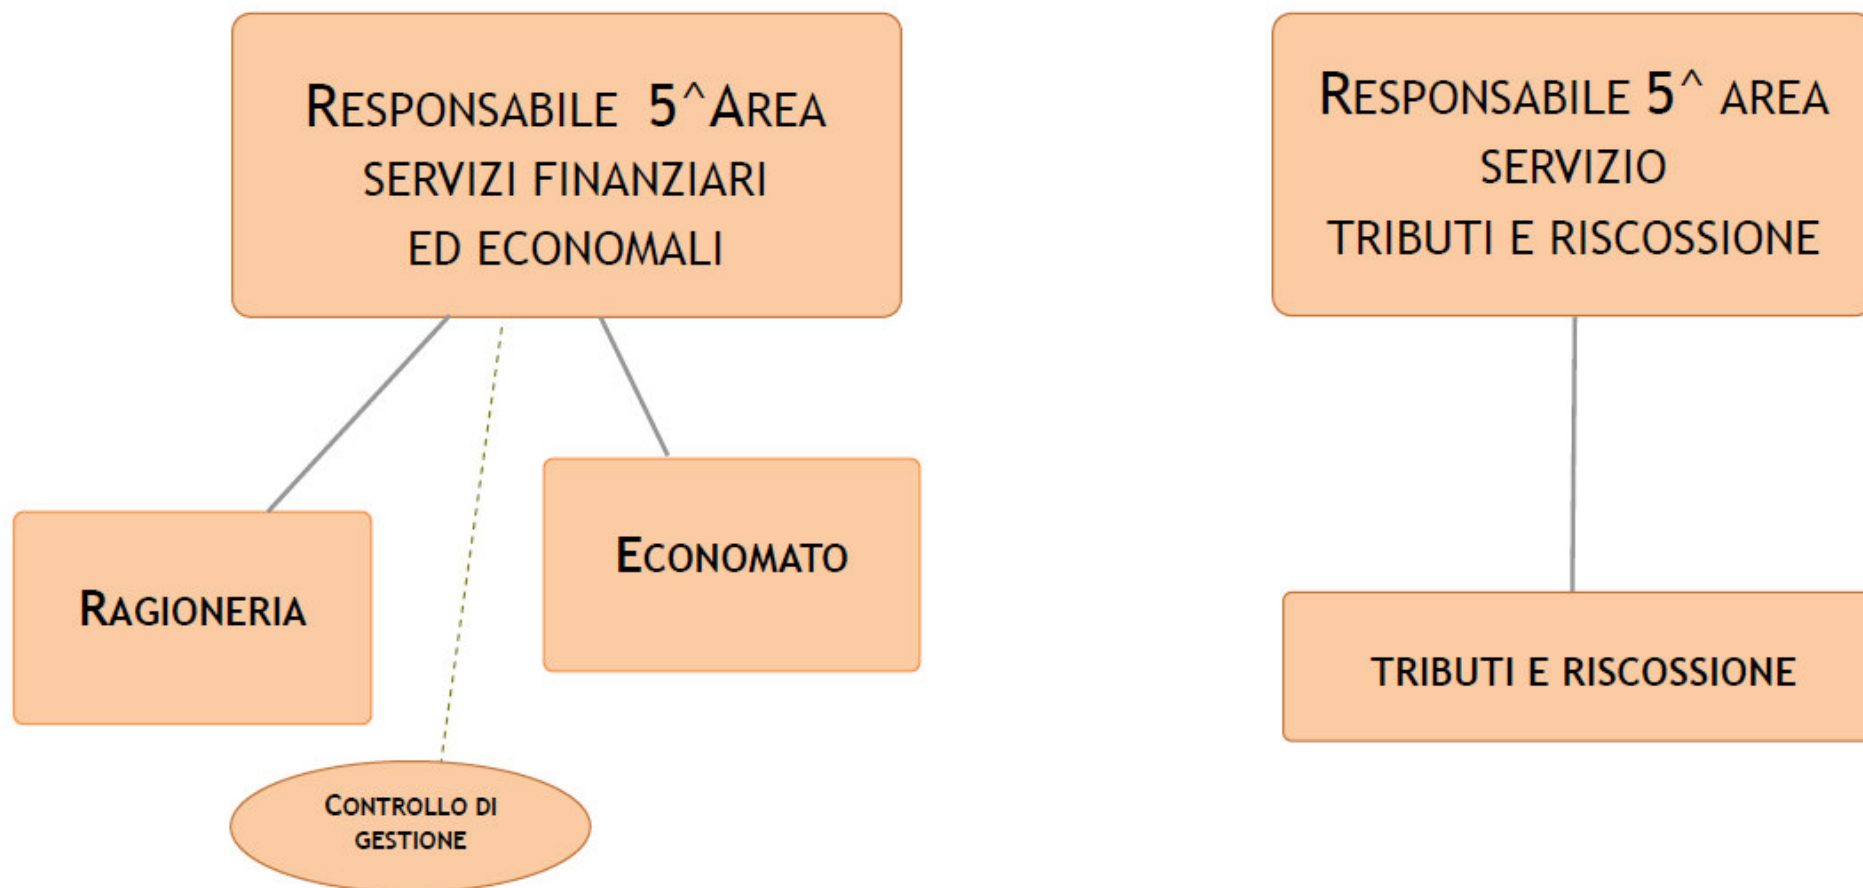 Responsabile 5^Area
servizi finanziari
ed economali
Responsabile 5^ area
servizio
tributi e riscossione
Economato
Ragioneria
tributi e riscossione
Controllo di
gestione